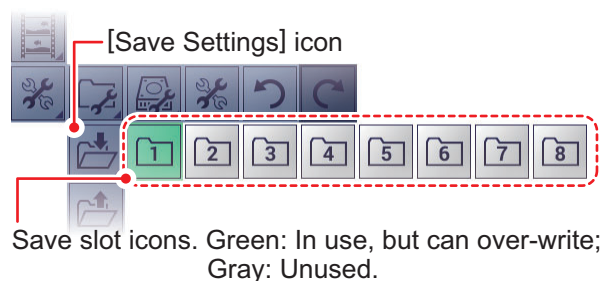 [Save Settings] icon
1 2 3 4 5 6 7 8
Save slot icons. Green: In use, but can over-write;
Gray: Unused.